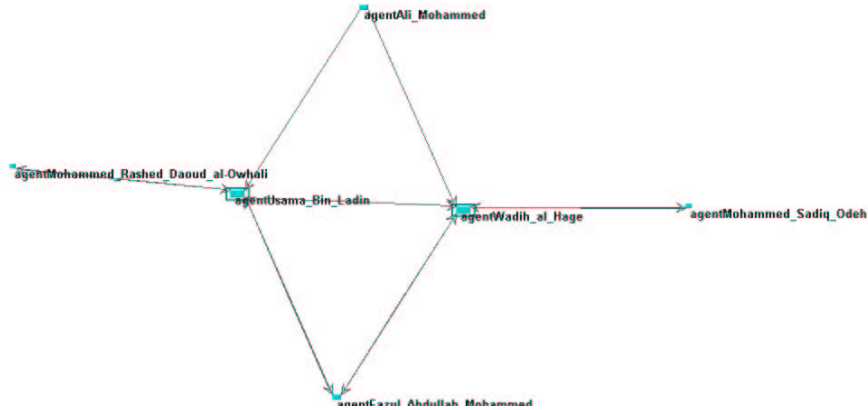 agentAli_Mohammed
agentMohammed_Rashed_Daoud_al-Owhali
agentUsama_Bin_Ladin
agentWadih_al_Hage
agentMohammed_Sadiq_Odeh
agentFazul_Abdullah_Mohammed